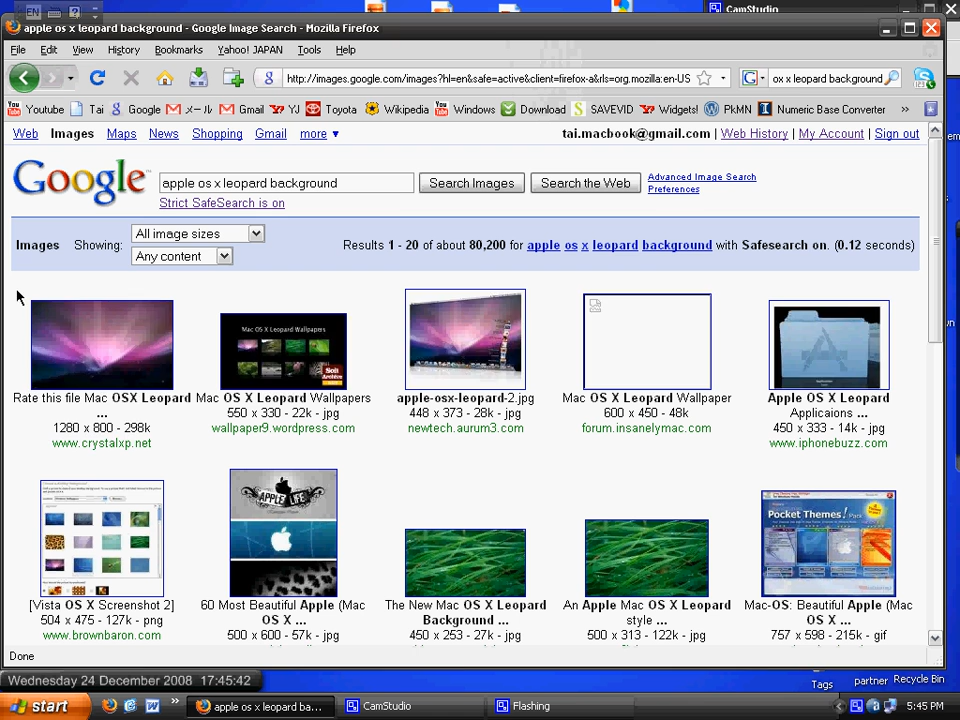 EN
CamStudio
apple os x leopard background - Google Image Search - Mozilla Firefox
File Edit View History Bookmarks Yahoo! JAPAN Tools Help
http://images.google.com/images?hl=en&safe=active&client=firefox-a&rls=org.mozilla:en-US
ox x leopard background
Youtube Tai Google メール Gmail YJ Toyota Wikipedia Windows Download SAVEVID Widgets! PkMN Numeric Base Converter »
Web Images Maps News Shopping Gmail more ▼ tai.macbook@gmail.com | Web History | My Account | Sign out
Google
apple os x leopard background Search Images Search the Web
Advanced Image Search
Preferences
Strict SafeSearch is on
Images Showing: All image sizes
Any content
Results 1 - 20 of about 80,200 for apple os x leopard background with Safesearch on. (0.12 seconds)
Mac OS X Leopard Wallpapers
Rate this file Mac OSX Leopard ...
1280 x 800 - 298k
www.crystalxp.net
Mac OS X Leopard Wallpapers
550 x 330 - 22k - jpg
wallpaper9.wordpress.com
apple-osx-leopard-2.jpg
448 x 373 - 28k - jpg
newtech.aurum3.com
Mac OS X Leopard Wallpaper
600 x 450 - 48k
forum.insanelymac.com
Apple OS X Leopard
Applicaions ...
450 x 333 - 14k - jpg
www.iphonebuzz.com
APPLE LIFE
Pocket Themes! Pack
[Vista OS X Screenshot 2]
504 x 475 - 127k - png
www.brownbaron.com
60 Most Beautiful Apple (Mac
OS X ...
500 x 600 - 57k - jpg
The New Mac OS X Leopard
Background ...
450 x 253 - 27k - jpg
An Apple Mac OS X Leopard
style ...
500 x 313 - 122k - jpg
Mac-OS: Beautiful Apple (Mac
OS X ...
757 x 598 - 215k - gif
Done
Wednesday 24 December 2008 17:45:42
Tags
partner
Recycle Bin
start
apple os x leopard ba...
CamStudio
Flashing
5:45 PM